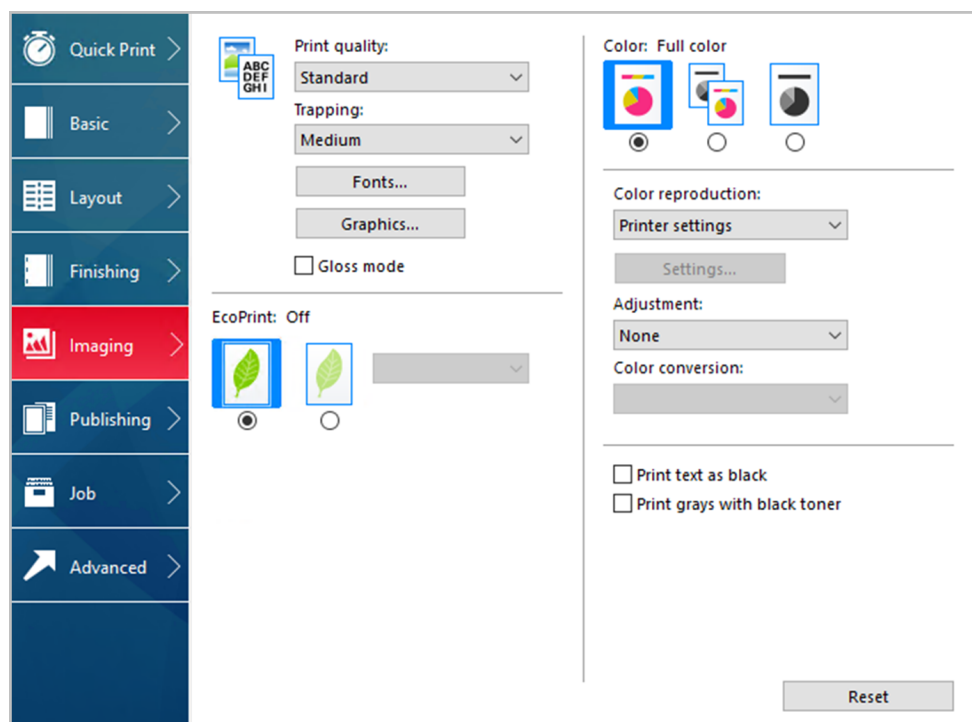 Quick Print
Basic
Layout
Finishing
Imaging
Publishing
Job
Advanced
Print quality:
ABC
DEF
GHI
Standard
Trapping:
Medium
Fonts...
Graphics...
Gloss mode
EcoPrint: Off
Color: Full color
Color reproduction:
Printer settings
Settings...
Adjustment:
None
Color conversion:
Print text as black
Print grays with black toner
Reset